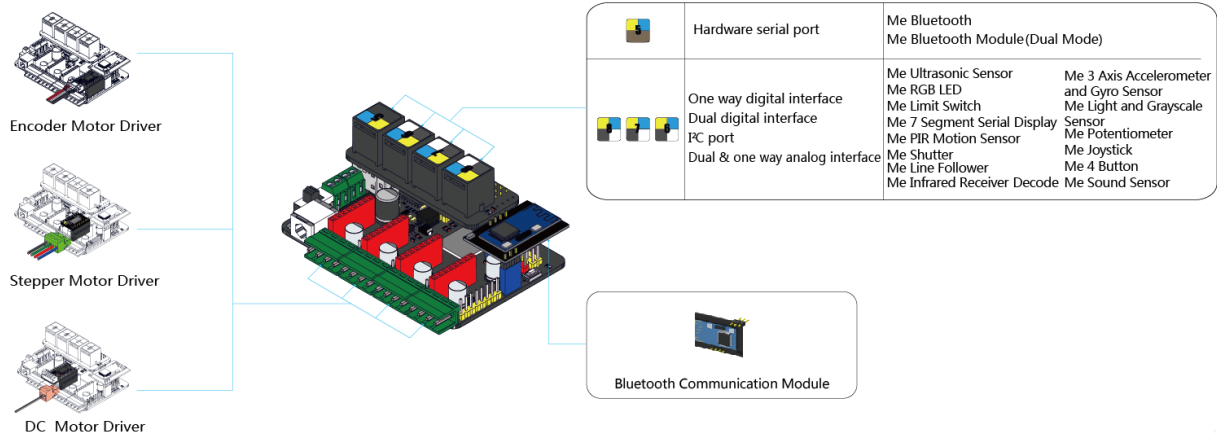 Encoder Motor Driver
Stepper Motor Driver
DC Motor Driver
5
Hardware serial port
Me Bluetooth
Me Bluetooth Module(Dual Mode)
8 7 6
One way digital interface
Dual digital interface
I²C port
Dual & one way analog interface
Me Ultrasonic Sensor
Me RGB LED
Me Limit Switch
Me 7 Segment Serial Display
Me PIR Motion Sensor
Me Shutter
Me Line Follower
Me Infrared Receiver Decode
Me 3 Axis Accelerometer
and Gyro Sensor
Me Light and Grayscale
Sensor
Me Potentiometer
Me Joystick
Me 4 Button
Me Sound Sensor
Bluetooth Communication Module